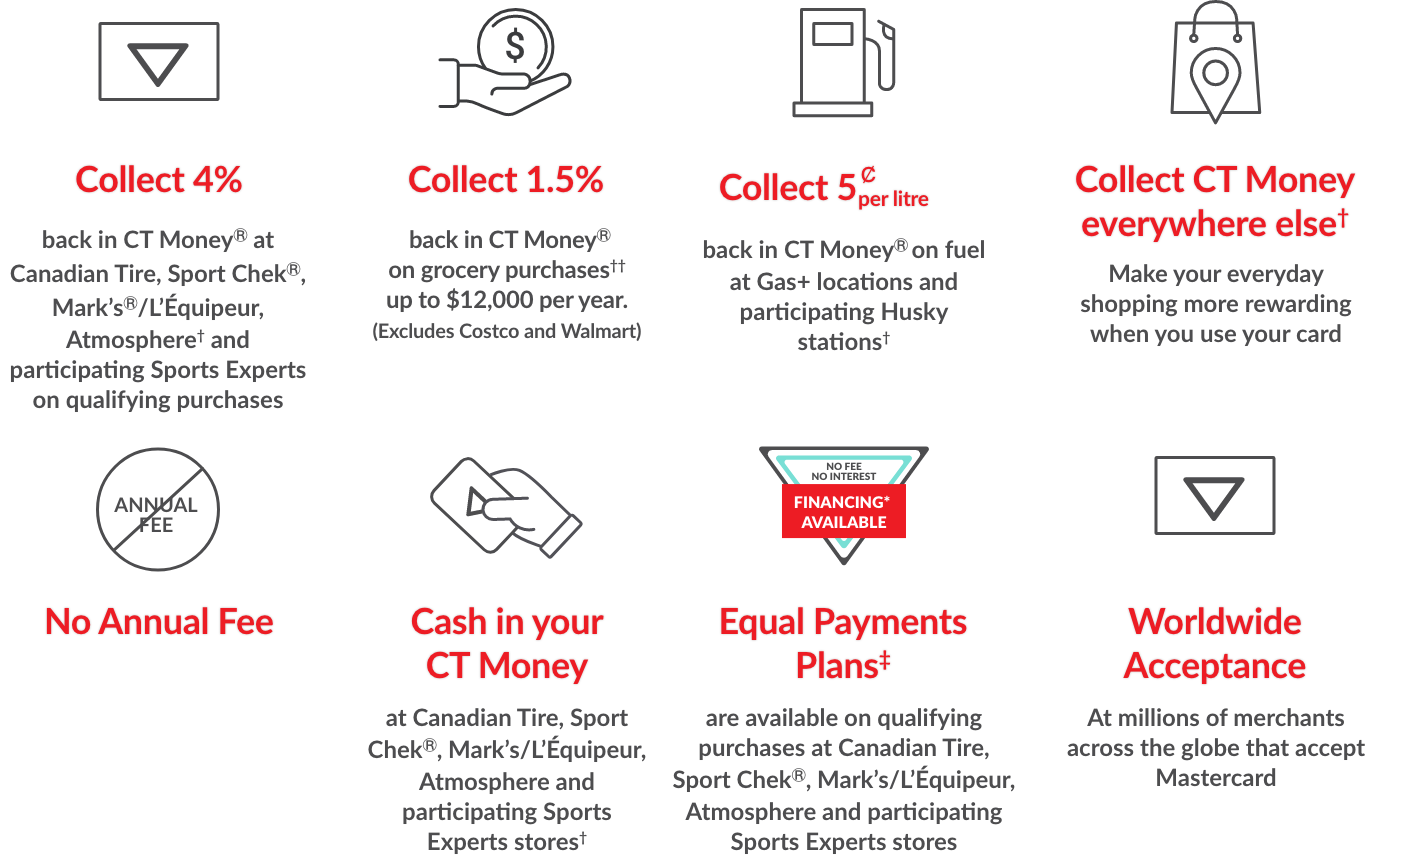 $
Collect 4%
back in CT Money® at
Canadian Tire, Sport Chek®,
Mark’s®/L’Équipeur,
Atmosphere† and
participating Sports Experts
on qualifying purchases
Collect 1.5%
back in CT Money®
on grocery purchases††
up to $12,000 per year.
(Excludes Costco and Walmart)
Collect 5₵ per litre
back in CT Money® on fuel
at Gas+ locations and
participating Husky
stations†
Collect CT Money
everywhere else†
Make your everyday
shopping more rewarding
when you use your card
ANNUAL
FEE
No Annual Fee
Cash in your
CT Money
at Canadian Tire, Sport
Chek®, Mark’s/L’Équipeur,
Atmosphere and
participating Sports
Experts stores†
NO FEE
NO INTEREST
FINANCING*
AVAILABLE
Equal Payments
Plans‡
are available on qualifying
purchases at Canadian Tire,
Sport Chek®, Mark’s/L’Équipeur,
Atmosphere and participating
Sports Experts stores
Worldwide
Acceptance
At millions of merchants
across the globe that accept
Mastercard